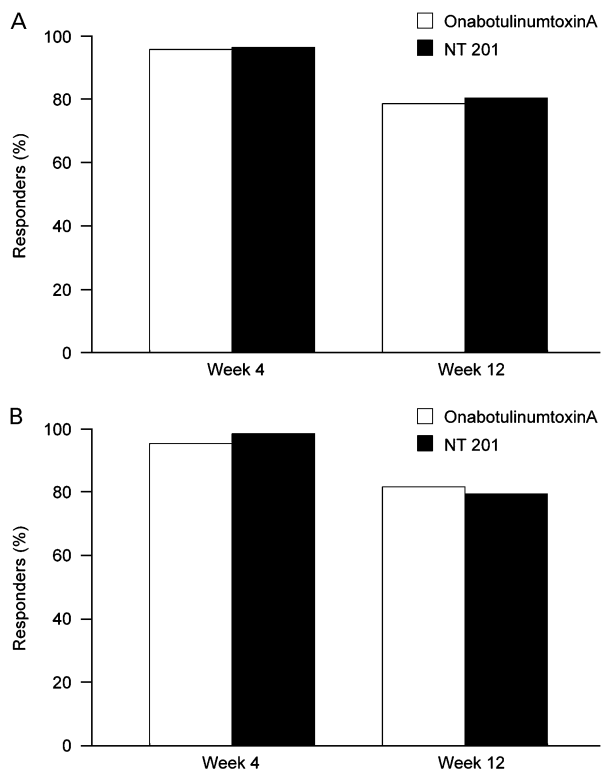 A
OnabotulinumtoxinA
NT 201
Responders (%)
100
80
60
40
20
0
Week 4
Week 12
B
OnabotulinumtoxinA
NT 201
Responders (%)
100
80
60
40
20
0
Week 4
Week 12